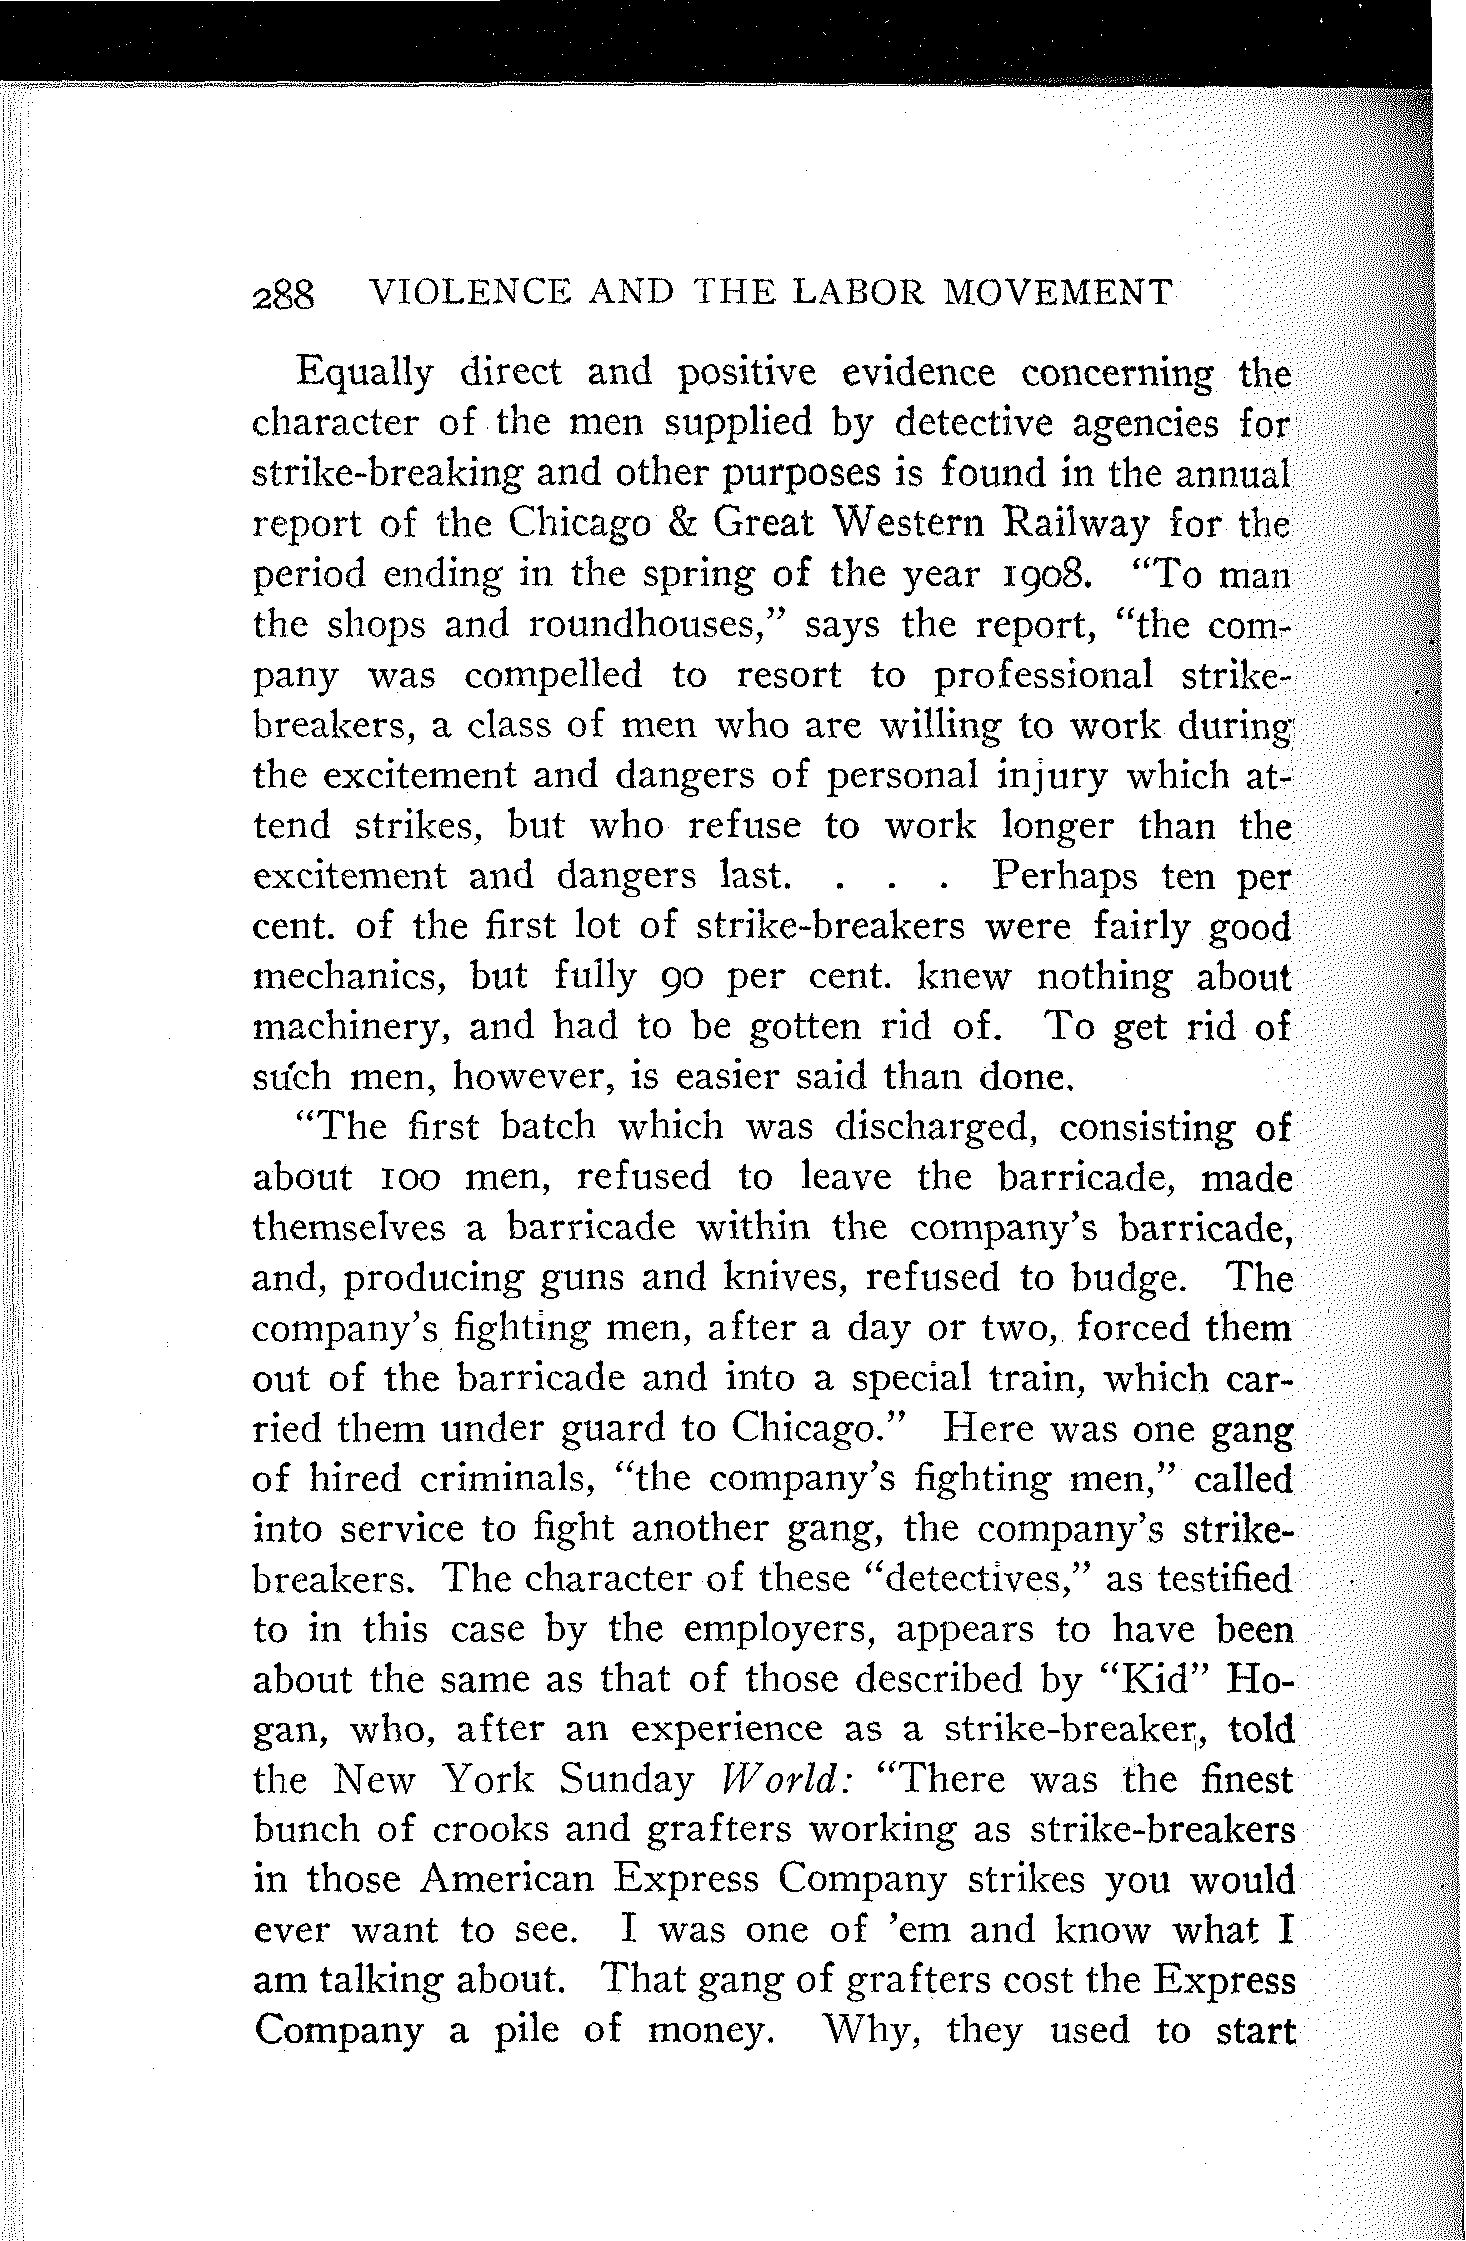 288 VIOLENCE AND THE LABOR MOVEMENT
Equally direct and positive evidence concerning the
character of the men supplied by detective agencies for
strike-breaking and other purposes is found in the annual
report of the Chicago & Great Western Railway for the
period ending in the spring of the year 1908. "To man
the shops and roundhouses," says the report, "the com-
pany was compelled to resort to professional strike-
breakers, a class of men who are willing to work during
the excitement and dangers of personal injury which at-
tend strikes, but who refuse to work longer than the
excitement and dangers last. . . . Perhaps ten per
cent. of the first lot of strike-breakers were fairly good
mechanics, but fully 90 per cent. knew nothing about
machinery, and had to be gotten rid of. To get rid of
such men, however, is easier said than done.
"The first batch which was discharged, consisting of
about 100 men, refused to leave the barricade, made
themselves a barricade within the company's barricade,
and, producing guns and knives, refused to budge. The
company's fighting men, after a day or two, forced them
out of the barricade and into a special train, which car-
ried them under guard to Chicago." Here was one gang
of hired criminals, "the company's fighting men," called
into service to fight another gang, the company's strike-
breakers. The character of these "detectives," as testified
to in this case by the employers, appears to have been
about the same as that of those described by "Kid" Ho-
gan, who, after an experience as a strike-breaker, told
the New York Sunday World: "There was the finest
bunch of crooks and grafters working as strike-breakers
in those American Express Company strikes you would
ever want to see. I was one of 'em and know what I
am talking about. That gang of grafters cost the Express
Company a pile of money. Why, they used to start